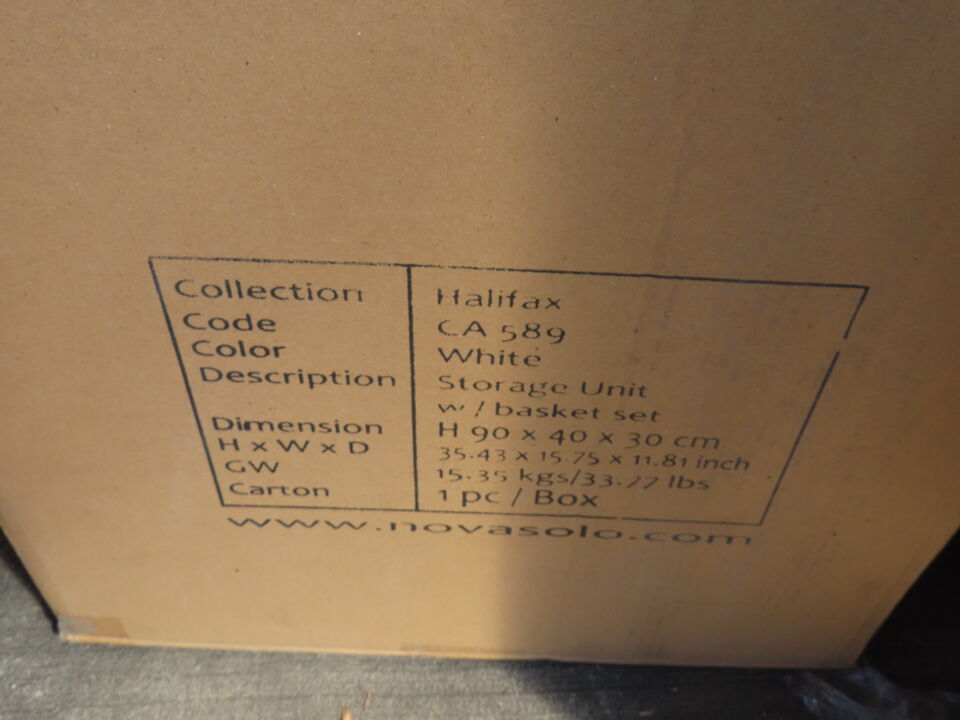 Collection Halifax
Code CA 589
Color White
Description Storage Unit
w/ basket set
Dimension H 90 x 40 x 30 cm
H x W x D 35.43 x 15.75 x 11.81 inch
GW 15.35 kgs/33.77 lbs
Carton 1 pc / Box
www.novasolo.com